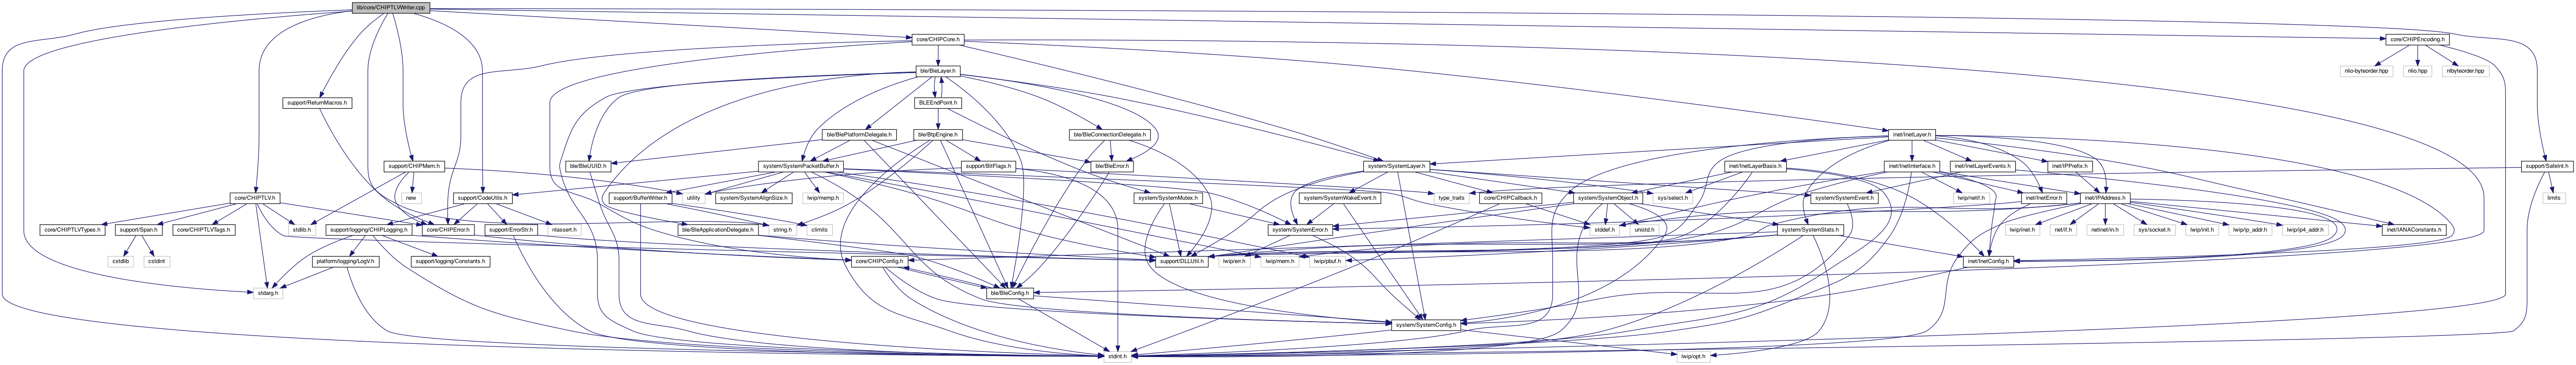 lib/core/CHIPTLVWriter.cpp
core/CHIPCore.h
core/CHIPEncoding.h
ble/BleLayer.h
nlio-byteorder.hpp
nlio.hpp
nlbyteorder.hpp
support/ReturnMacros.h
BLEEndPoint.h
ble/BlePlatformDelegate.h
ble/BtpEngine.h
ble/BleConnectionDelegate.h
inet/InetLayer.h
support/CHIPMem.h
ble/BleUUID.h
system/SystemPacketBuffer.h
support/BitFlags.h
ble/BleError.h
system/SystemLayer.h
inet/InetLayerBasis.h
inet/InetInterface.h
inet/InetLayerEvents.h
inet/IPPrefix.h
support/SafeInt.h
core/CHIPTLV.h
new
support/CodeUtils.h
support/BufferWriter.h
utility
system/SystemAlignSize.h
lwip/memp.h
system/SystemMutex.h
system/SystemWakeEvent.h
type_traits
core/CHIPCallback.h
system/SystemObject.h
sys/select.h
system/SystemEvent.h
lwip/netif.h
inet/InetError.h
inet/IPAddress.h
limits
core/CHIPTLVTypes.h
support/Span.h
core/CHIPTLVTags.h
stdlib.h
support/logging/CHIPLogging.h
core/CHIPError.h
support/ErrorStr.h
nlassert.h
ble/BleApplicationDelegate.h
string.h
climits
system/SystemError.h
stddef.h
unistd.h
system/SystemStats.h
lwip/inet.h
net/if.h
netinet/in.h
sys/socket.h
lwip/init.h
lwip/ip_addr.h
lwip/ip4_addr.h
inet/IANAConstants.h
cstdlib
cstdint
platform/logging/LogV.h
support/logging/Constants.h
core/CHIPConfig.h
support/DLLUtil.h
lwip/err.h
lwip/mem.h
lwip/pbuf.h
inet/InetConfig.h
stdarg.h
ble/BleConfig.h
system/SystemConfig.h
stdint.h
lwip/opt.h